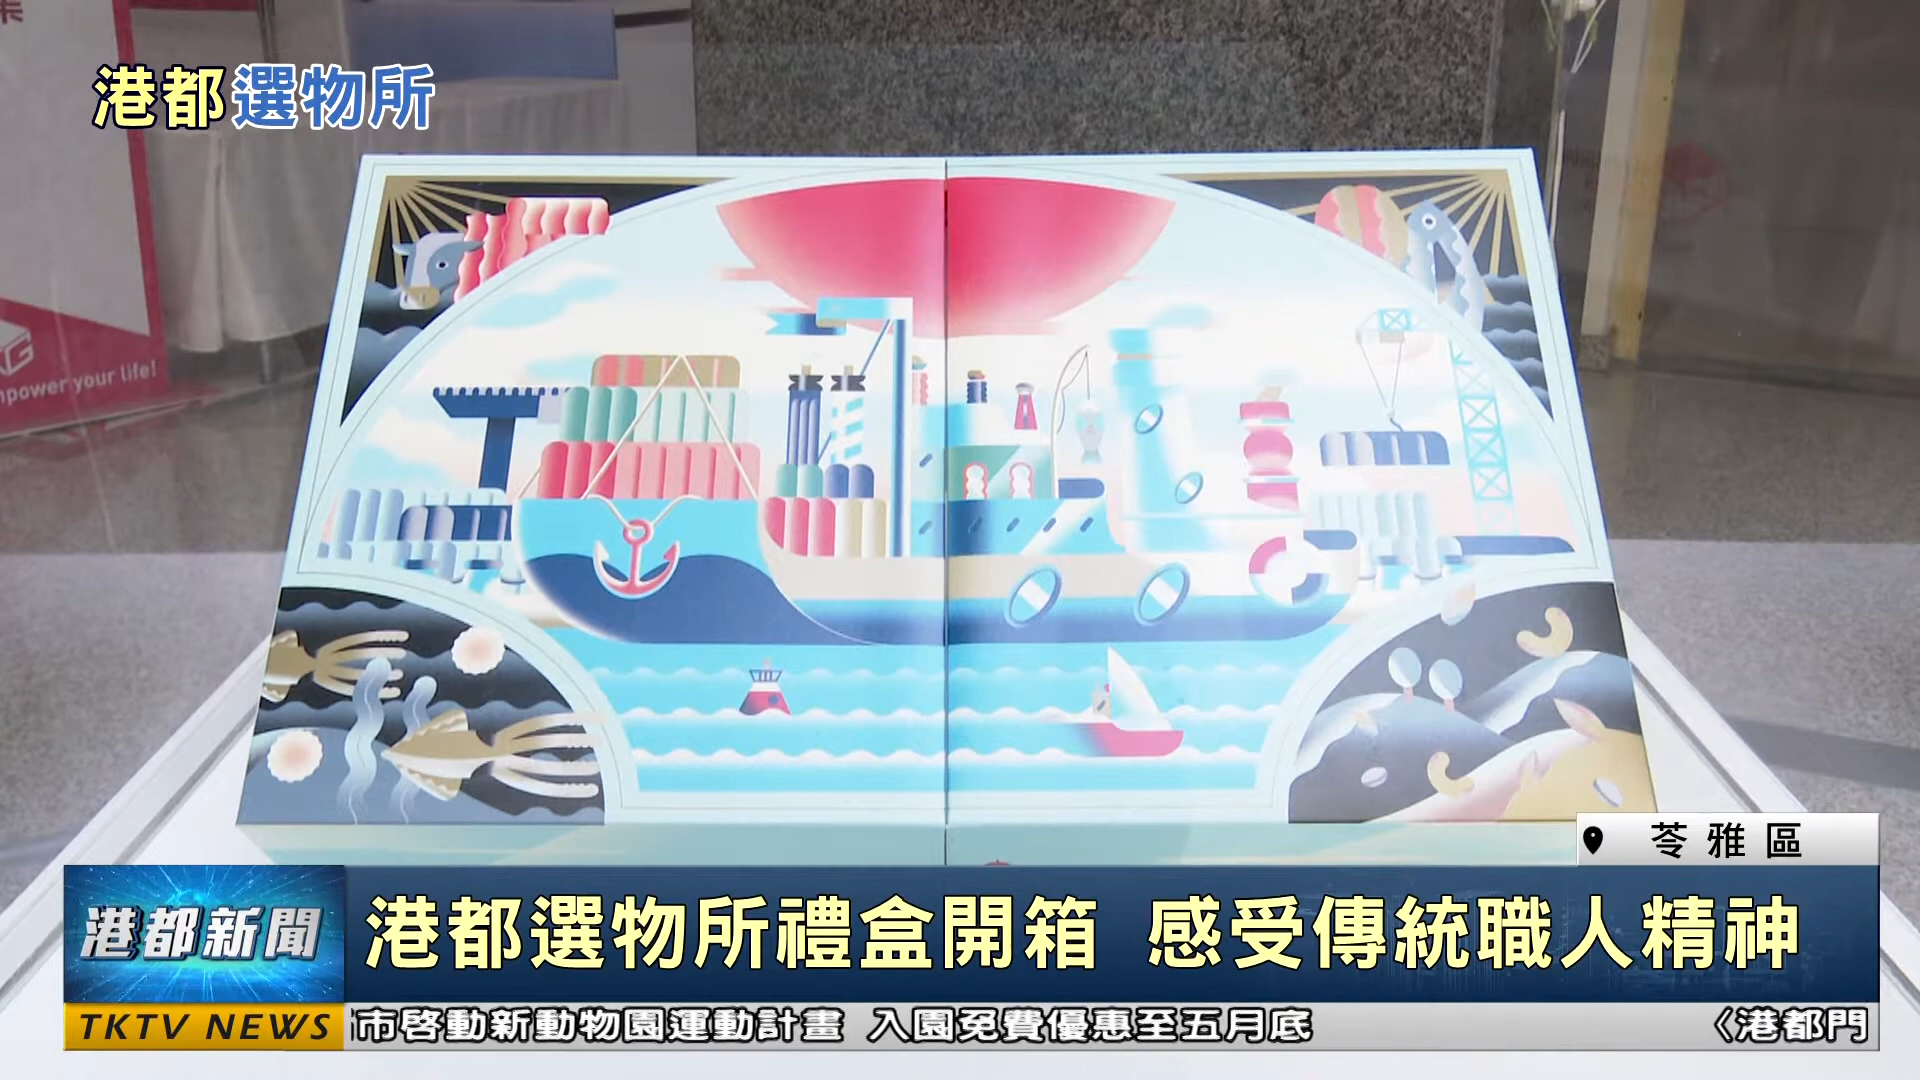 港都選物所
G
mpower your life!
苓雅區
港都新聞
港都選物所禮盒開箱 感受傳統職人精神
TKTV NEWS
市啓動新動物園運動計畫 入園免費優惠至五月底
〈港都門